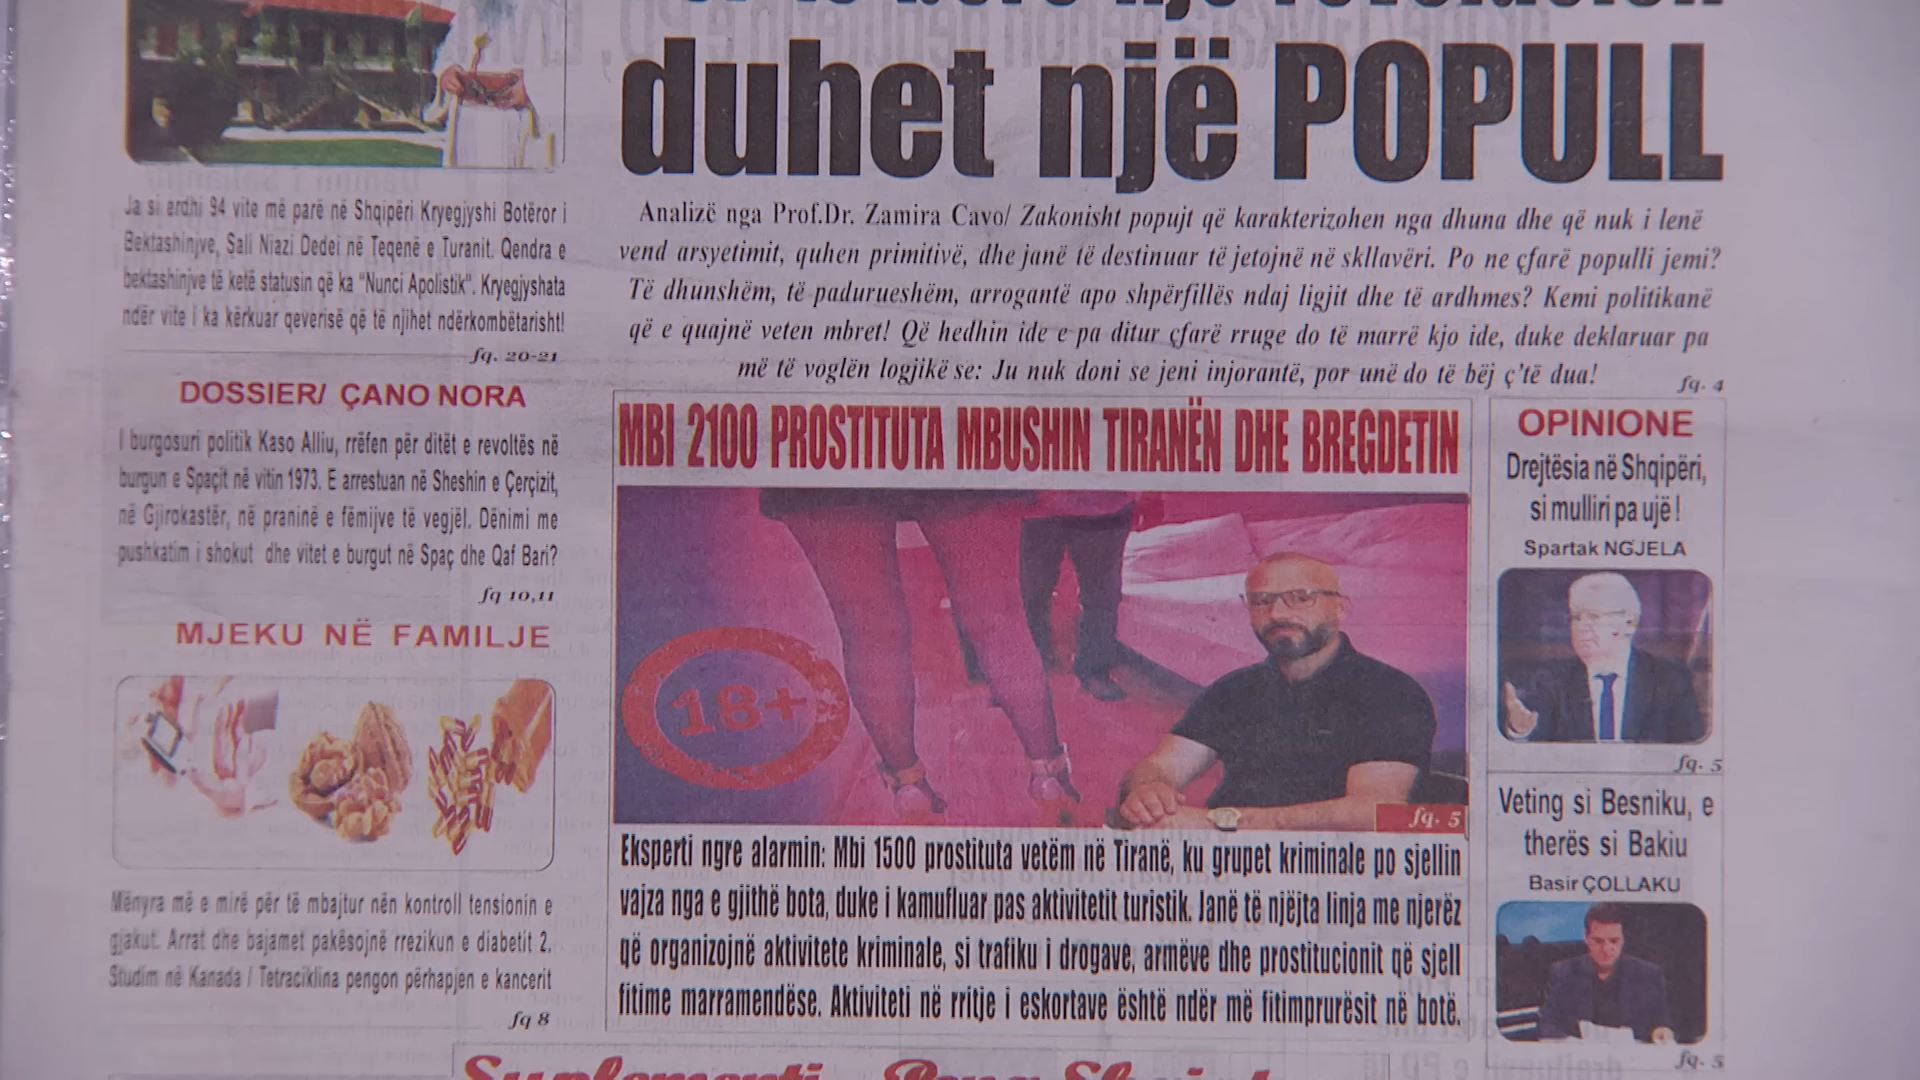 duhet një POPULL
Ja si erdhi 94 vite më parë në Shqipëri Kryegjyshi Botëror i
Bektashinjve, Sali Niazi Dedei në Teqenë e Turanit. Qendra e
bektashinjve të ketë statusin që ka "Nunci Apolistik". Kryegjyshata
ndër vite i ka kërkuar qeverisë që të njihet ndërkombëtarisht!
fq. 20-21
Analizë nga Prof.Dr. Zamira Cavo/ Zakonisht popujt që karakterizohen nga dhuna dhe që nuk i lenë
vend arsyetimit, quhen primitivë, dhe janë të destinuar të jetojnë në skllavëri. Po ne çfarë populli jemi?
Të dhunshëm, të padurueshëm, arrogantë apo shpërfillës ndaj ligjit dhe të ardhmes? Kemi politikanë
që e quajnë veten mbret! Që hedhin ide e pa ditur çfarë rruge do të marrë kjo ide, duke deklaruar pa
më të voglën logjikë se: Ju nuk doni se jeni injorantë, por unë do të bëj ç'të dua!
fq. 4
DOSSIER/ ÇANO NORA
I burgosuri politik Kaso Alliu, rrëfen për ditët e revoltës në
burgun e Spaçit në vitin 1973. E arrestuan në Sheshin e Çerçizit,
në Gjirokastër, në praninë e fëmijve të vegjël. Dënimi me
pushkatim i shokut dhe vitet e burgut në Spaç dhe Qaf Bari?
fq 10,11
MJEKU NË FAMILJE
Mënyra më e mirë për të mbajtur nën kontroll tensionin e
gjakut. Arrat dhe bajamet pakësojnë rrezikun e diabetit 2.
Studim në Kanada / Tetraciklina pengon përhapjen e kancerit
fq 8
MBI 2100 PROSTITUTA MBUSHIN TIRANËN DHE BREGDETIN
18+
fq. 5
Eksperti ngre alarmin: Mbi 1500 prostituta vetëm në Tiranë, ku grupet kriminale po sjellin
vajza nga e gjithë bota, duke i kamufluar pas aktivitetit turistik. Janë të njëjta linja me njerëz
që organizojnë aktivitete kriminale, si trafiku i drogave, armëve dhe prostitucionit që sjell
fitime marramendëse. Aktiviteti në rritje i eskortave është ndër më fitimprurësit në botë.
OPINIONE
Drejtësia në Shqipëri,
si mulliri pa ujë!
Spartak NGJELA
fq. 5
Veting si Besniku, e
therës si Bakiu
Basir ÇOLLAKU
fq. 5